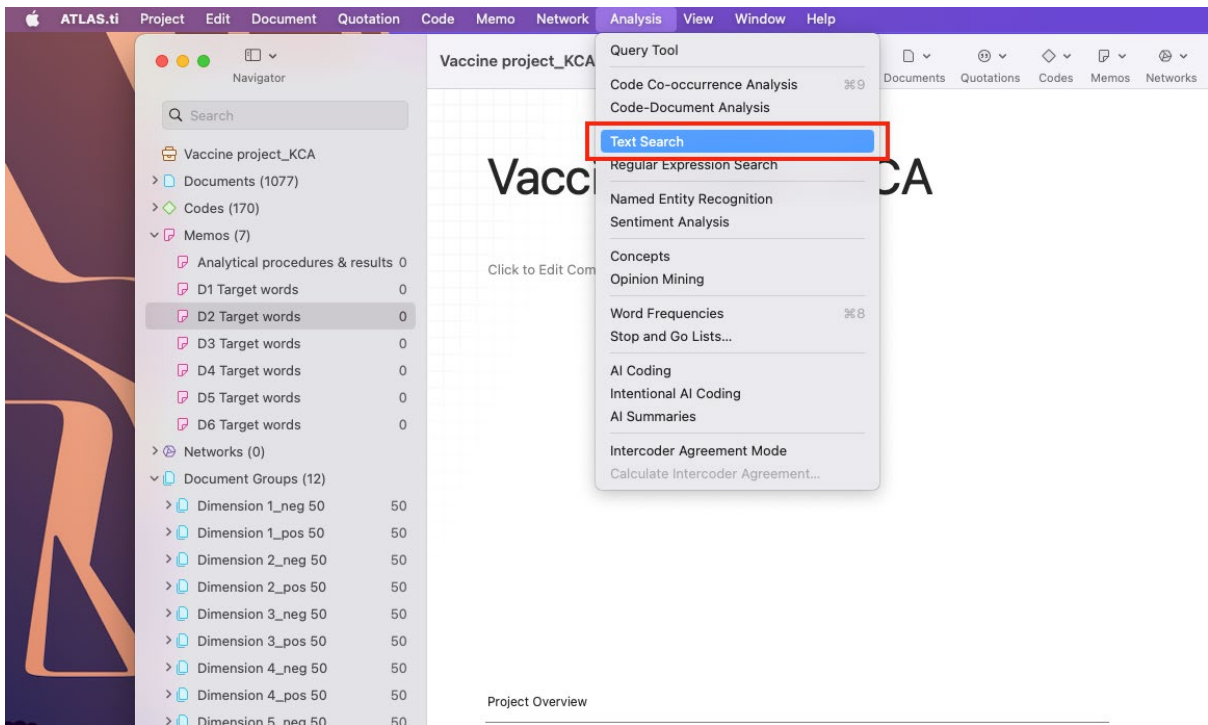 ATLAS.ti Project Edit Document Quotation Code Memo Network Analysis View Window Help
Navigator
Search
Vaccine project_KCA
Documents (1077)
Codes (170)
Memos (7)
Analytical procedures & results 0
D1 Target words 0
D2 Target words 0
D3 Target words 0
D4 Target words 0
D5 Target words 0
D6 Target words 0
Networks (0)
Document Groups (12)
Dimension 1_neg 50 50
Dimension 1_pos 50 50
Dimension 2_neg 50 50
Dimension 2_pos 50 50
Dimension 3_neg 50 50
Dimension 3_pos 50 50
Dimension 4_neg 50 50
Dimension 4_pos 50 50
Dimension 5_neg 50 50
Vaccine project_KCA
Documents Quotations Codes Memos Networks
Vacci CA
Click to Edit Com
Project Overview
Query Tool
Code Co-occurrence Analysis ⌘9
Code-Document Analysis
Text Search
Regular Expression Search
Named Entity Recognition
Sentiment Analysis
Concepts
Opinion Mining
Word Frequencies ⌘8
Stop and Go Lists...
AI Coding
Intentional AI Coding
AI Summaries
Intercoder Agreement Mode
Calculate Intercoder Agreement...